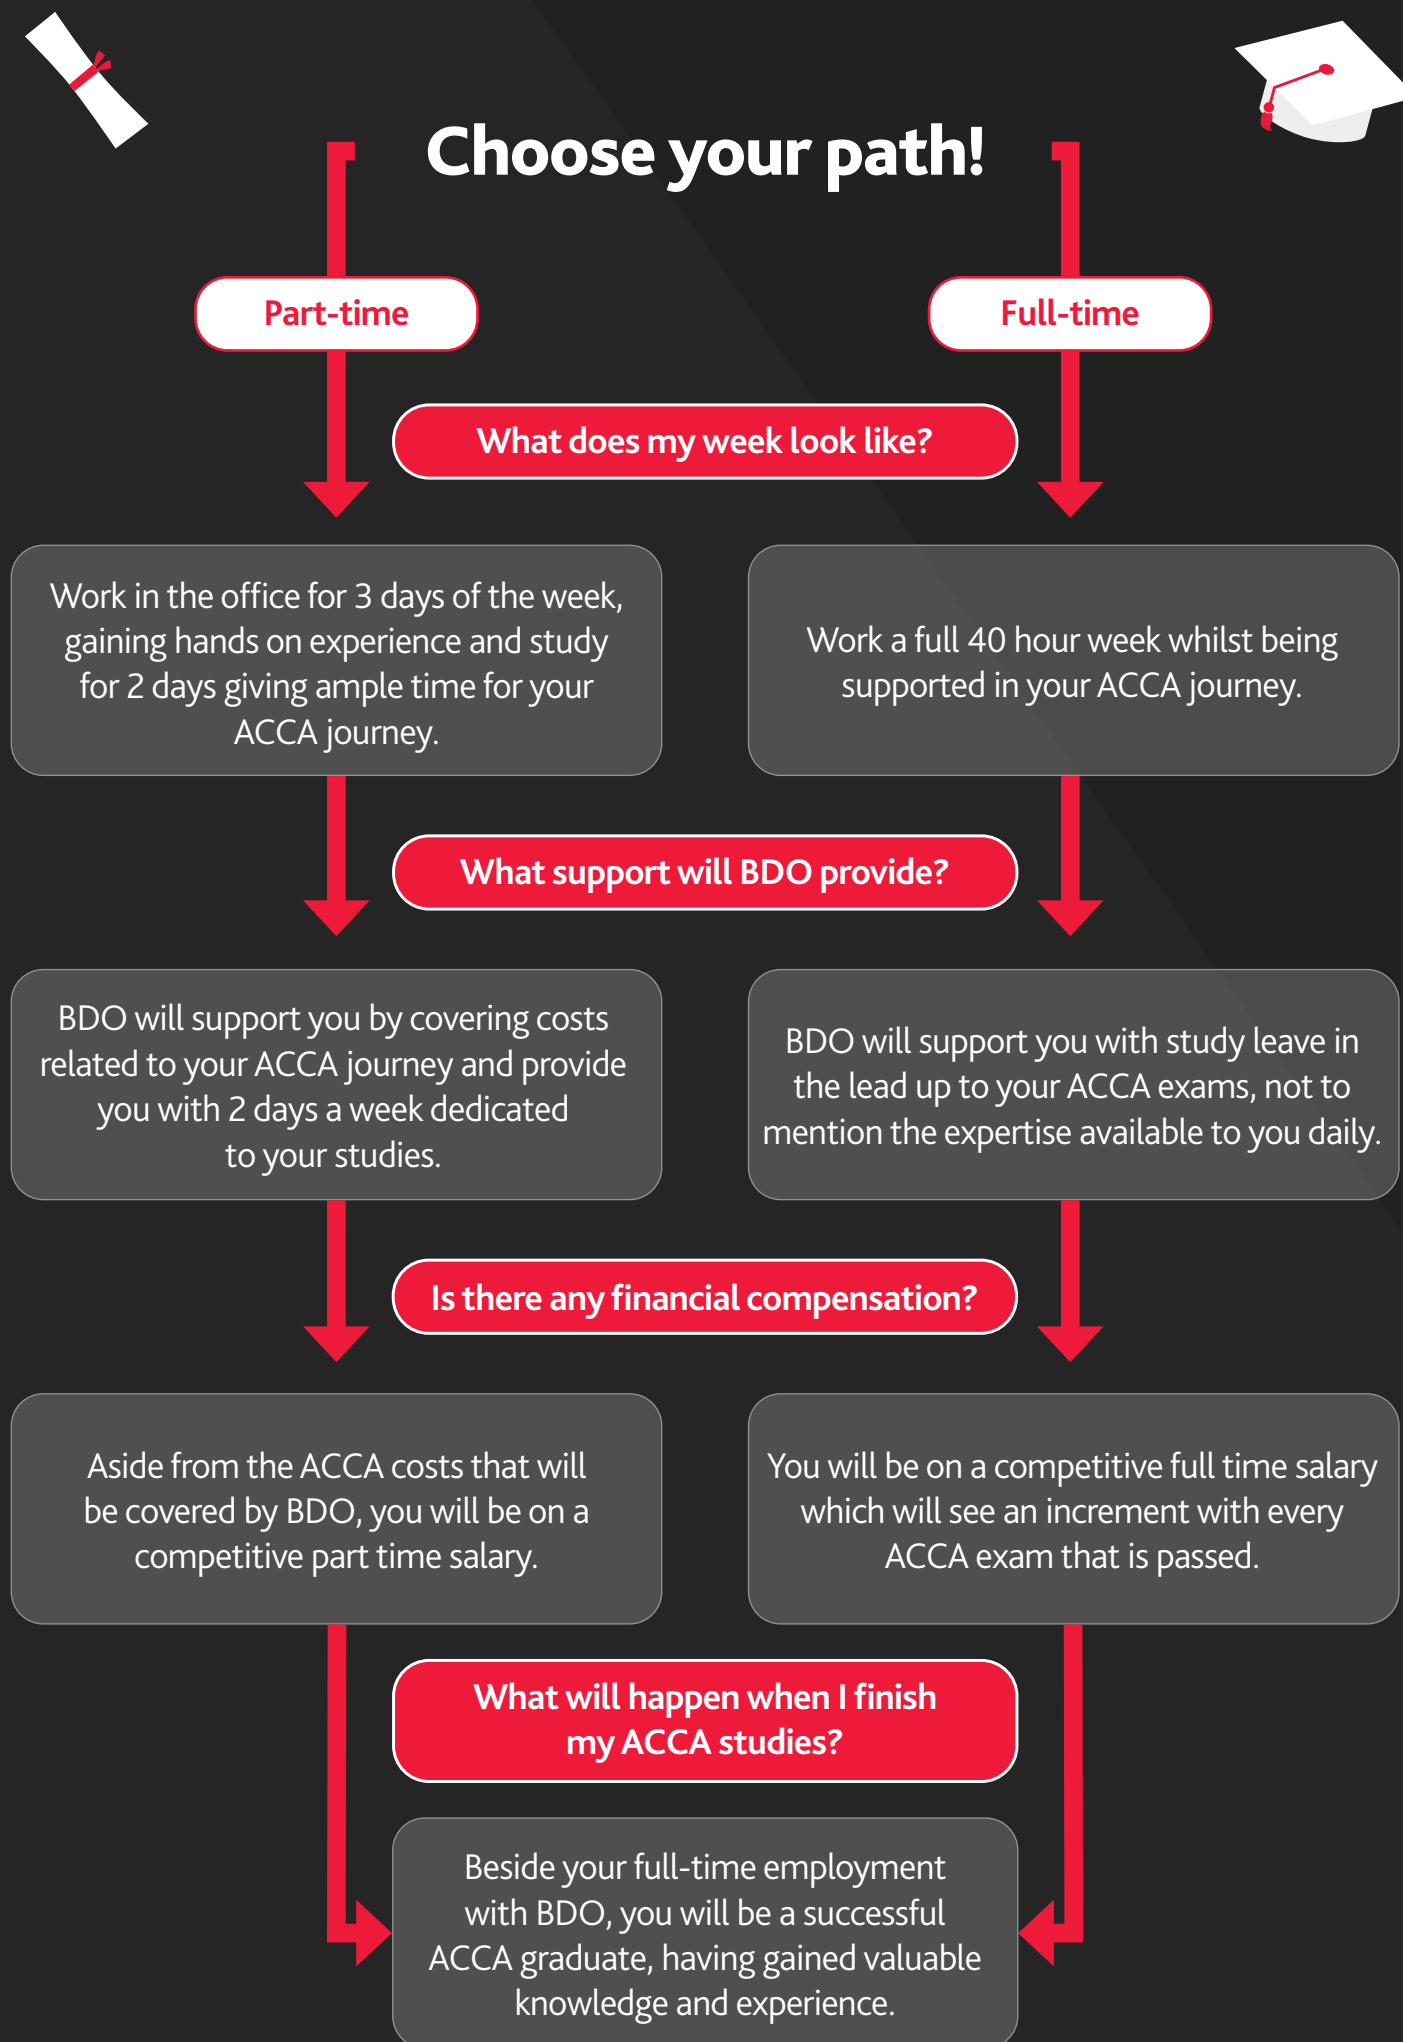 Choose your path!
Part-time
Full-time
What does my week look like?
Work in the office for 3 days of the week,
gaining hands on experience and study
for 2 days giving ample time for your
ACCA journey.
Work a full 40 hour week whilst being
supported in your ACCA journey.
What support will BDO provide?
BDO will support you by covering costs
related to your ACCA journey and provide
you with 2 days a week dedicated
to your studies.
BDO will support you with study leave in
the lead up to your ACCA exams, not to
mention the expertise available to you daily.
Is there any financial compensation?
Aside from the ACCA costs that will
be covered by BDO, you will be on a
competitive part time salary.
You will be on a competitive full time salary
which will see an increment with every
ACCA exam that is passed.
What will happen when I finish
my ACCA studies?
Beside your full-time employment
with BDO, you will be a successful
ACCA graduate, having gained valuable
knowledge and experience.